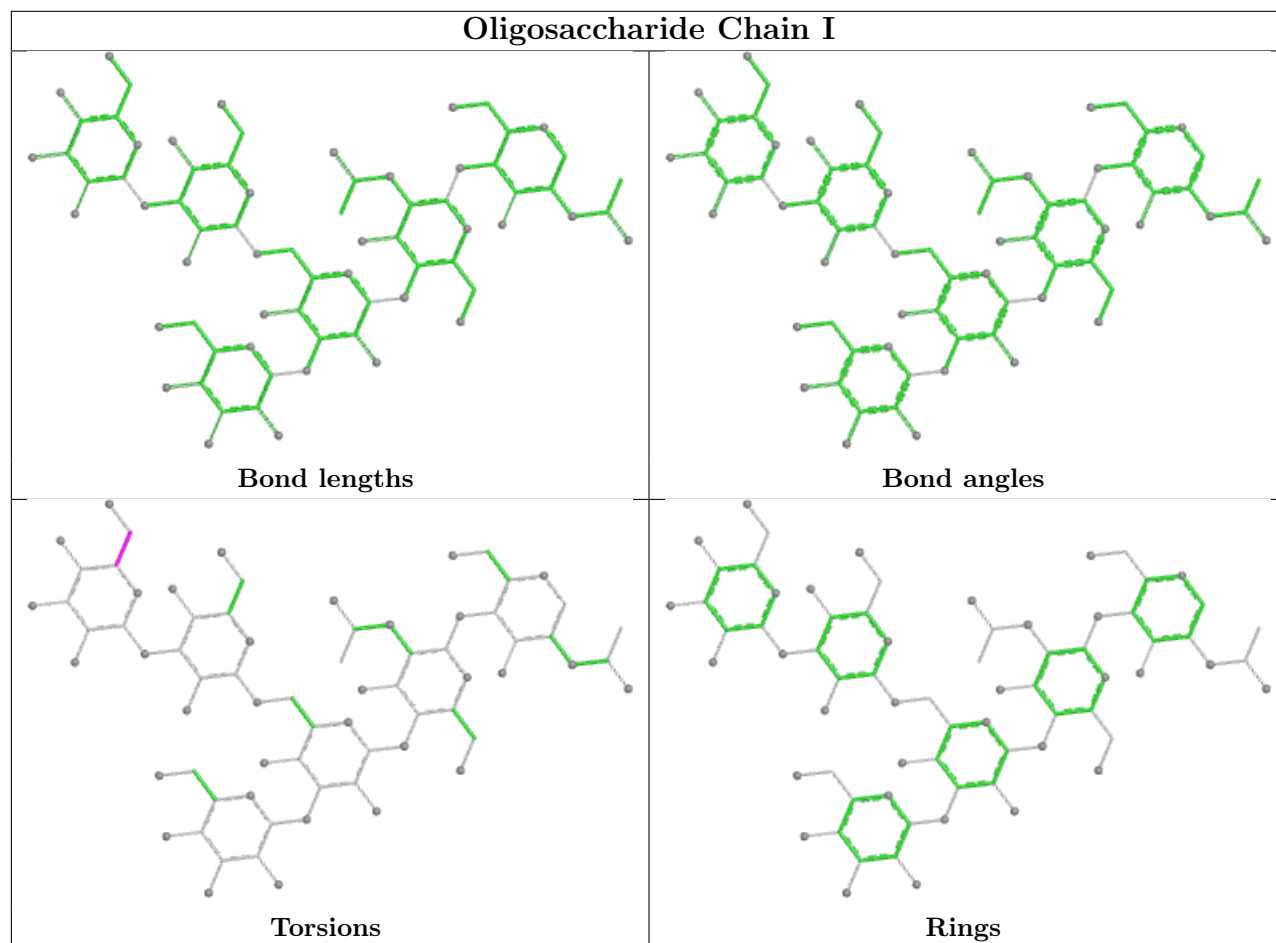 Oligosaccharide Chain I
Bond lengths
Bond angles
Torsions
Rings